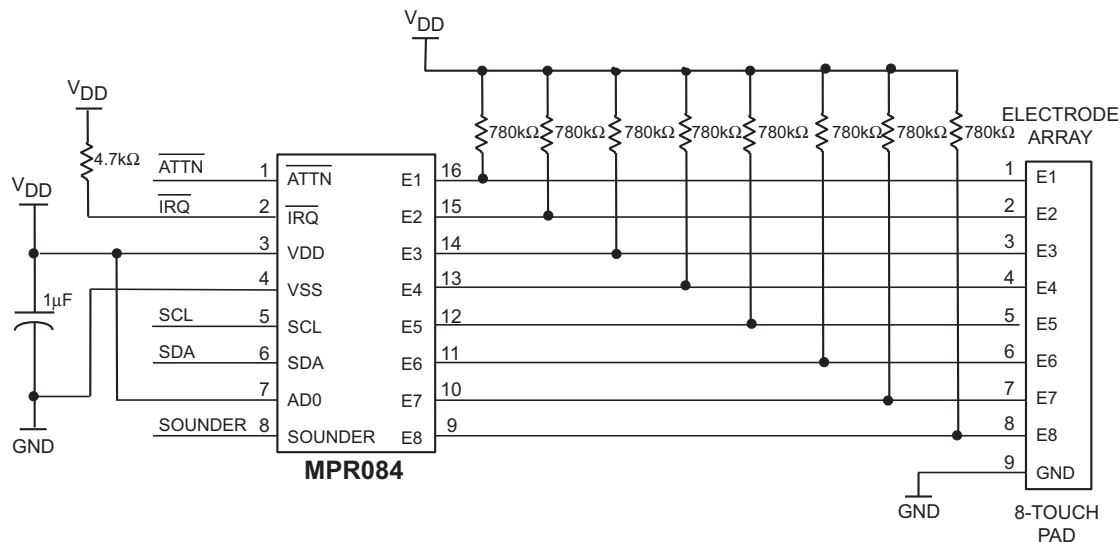 VDD
VDD
780kΩ 780kΩ 780kΩ 780kΩ 780kΩ 780kΩ 780kΩ 780kΩ
ELECTRODE
ARRAY
4.7kΩ
VDD
ATTN 1 ATTN E1 16 1 E1
IRQ 2 IRQ E2 15 2 E2
3 VDD E3 14 3 E3
4 VSS E4 13 4 E4
1μF
SCL 5 SCL E5 12 5 E5
SDA 6 SDA E6 11 6 E6
7 AD0 E7 10 7 E7
SOUNDER 8 SOUNDER E8 9 8 E8
GND
MPR084
9 GND
GND
8-TOUCH
PAD